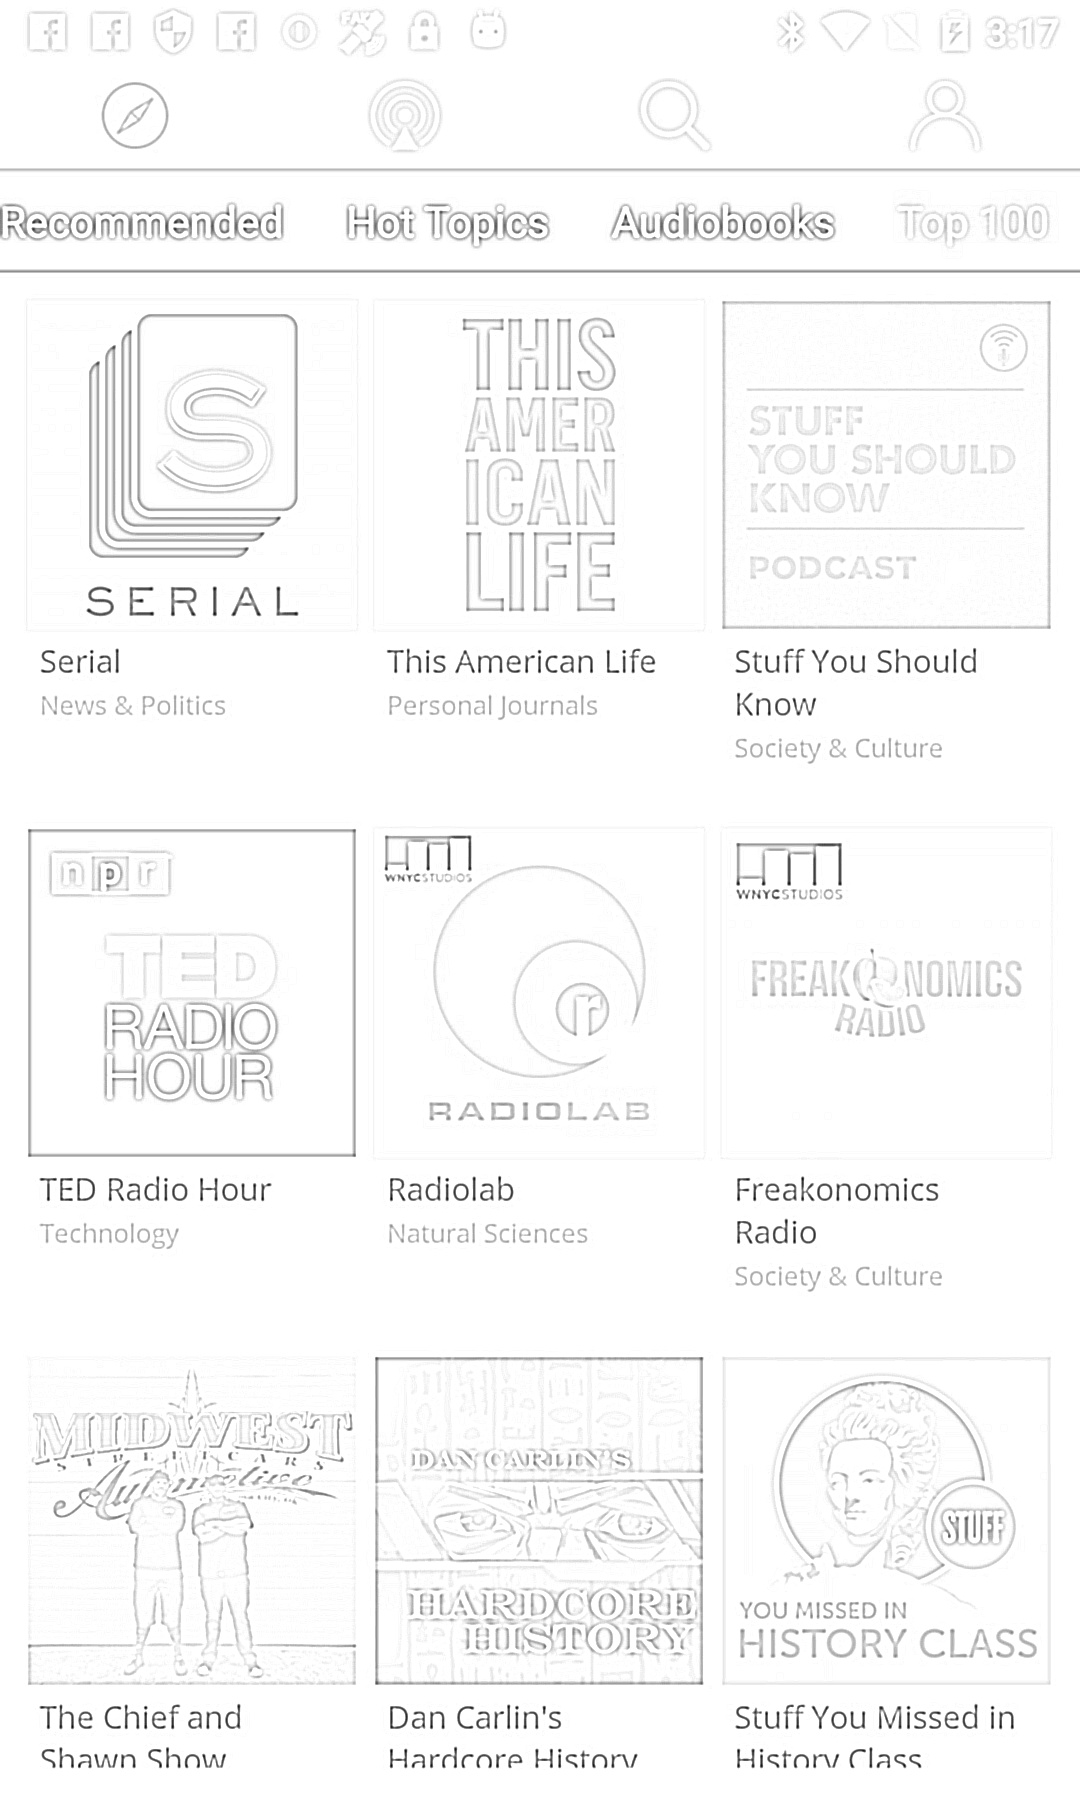 3:17
Recommended Hot Topics Audiobooks Top 100
S
SERIAL
THIS
AMER
ICAN
LIFE
STUFF
YOU SHOULD
KNOW
PODCAST
Serial
News & Politics
This American Life
Personal Journals
Stuff You Should
Know
Society & Culture
npr
TED
RADIO
HOUR
WNYCSTUDIOS
r
RADIOLAB
WNYCSTUDIOS
FREAKONOMICS
RADIO
TED Radio Hour
Technology
Radiolab
Natural Sciences
Freakonomics
Radio
Society & Culture
MIDWEST
STREET CARS
Automotive
DAN CARLIN'S
HARDCORE
HISTORY
STUFF
YOU MISSED IN
HISTORY CLASS
The Chief and
Shawn Show
Dan Carlin's
Hardcore History
Stuff You Missed in
History Class